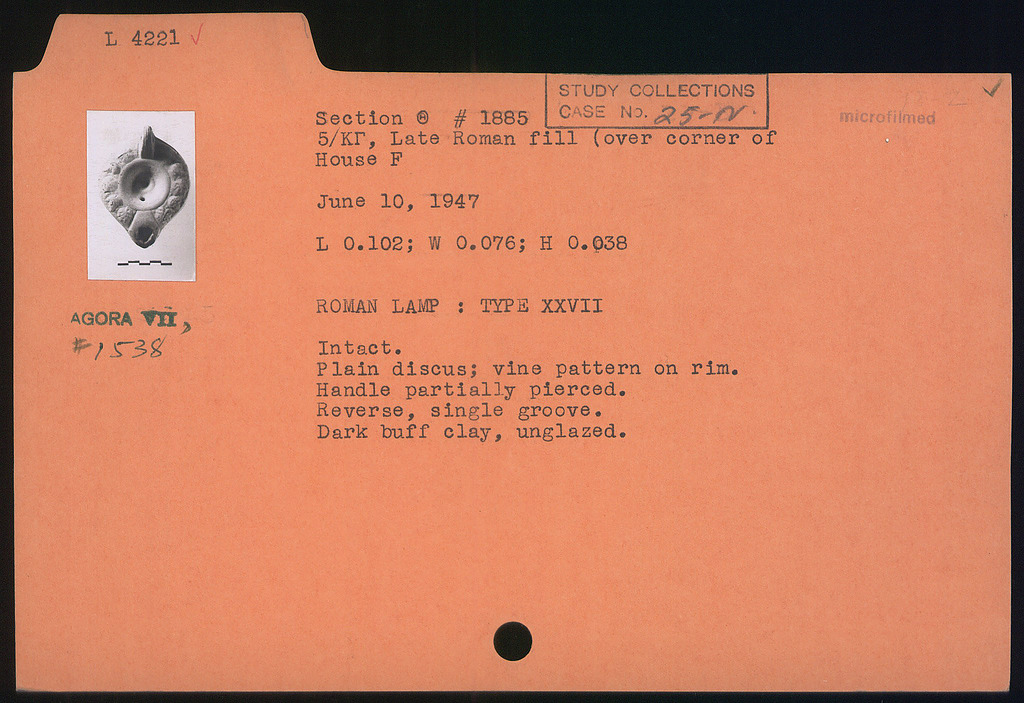 L 4221 ✓
STUDY COLLECTIONS
CASE No. 25-IV.
microfilmed
Section Θ # 1885
5/ΚΓ, Late Roman fill (over corner of
House F
June 10, 1947
L 0.102; W 0.076; H 0.038
ROMAN LAMP : TYPE XXVII
AGORA VII,
#1538
Intact.
Plain discus; vine pattern on rim.
Handle partially pierced.
Reverse, single groove.
Dark buff clay, unglazed.